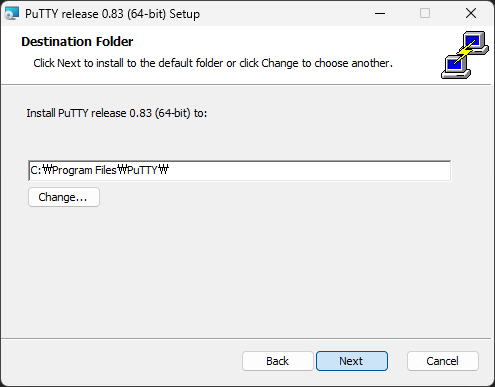 PuTTY release 0.83 (64-bit) Setup
Destination Folder
Click Next to install to the default folder or click Change to choose another.
Install PuTTY release 0.83 (64-bit) to:
C:₩Program Files₩PuTTY₩
Change...
Back Next Cancel